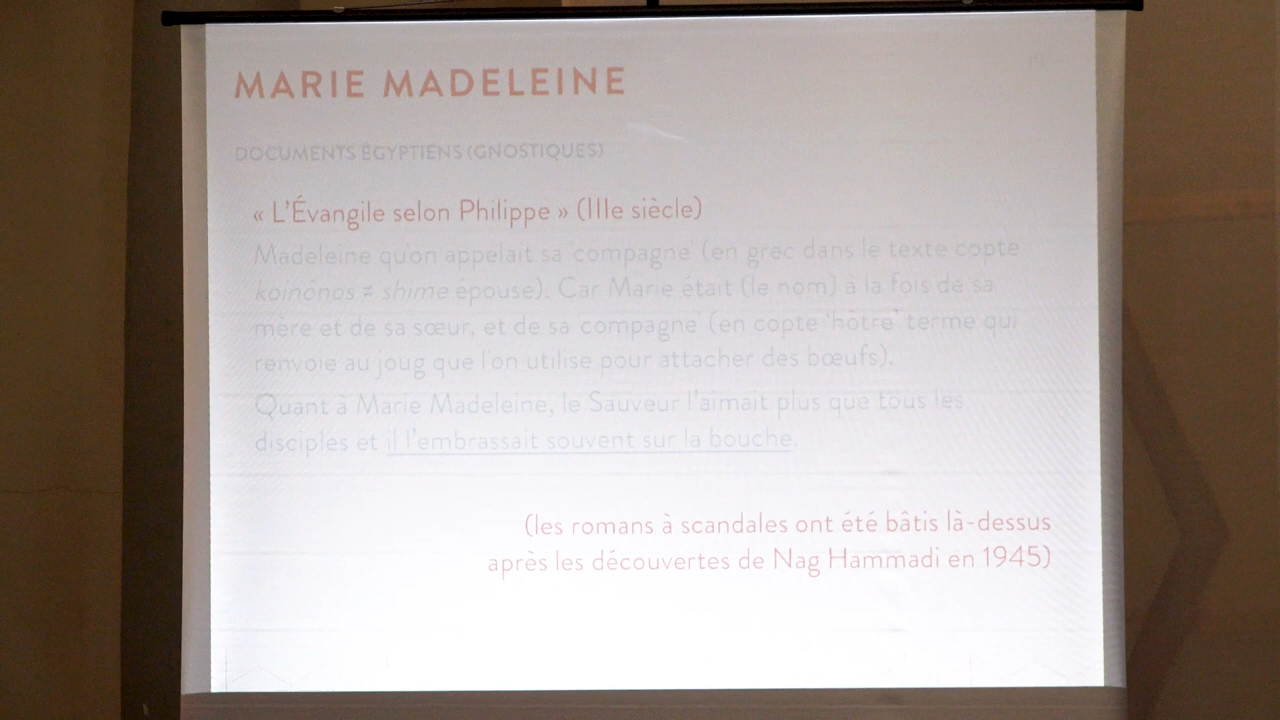 MARIE MADELEINE
19
DOCUMENTS ÉGYPTIENS (GNOSTIQUES)
« L'Évangile selon Philippe » (IIIe siècle)
Madeleine qu'on appelait sa 'compagne' (en grec dans le texte copte
koinônos ≠ shime épouse). Car Marie était (le nom) à la fois de sa
mère et de sa sœur, et de sa 'compagne' (en copte 'hôtre' terme qui
renvoie au joug que l'on utilise pour attacher des bœufs).
Quant à Marie Madeleine, le Sauveur l'aimait plus que tous les
disciples et il l'embrassait souvent sur la bouche.
(les romans à scandales ont été bâtis là-dessus
après les découvertes de Nag Hammadi en 1945)